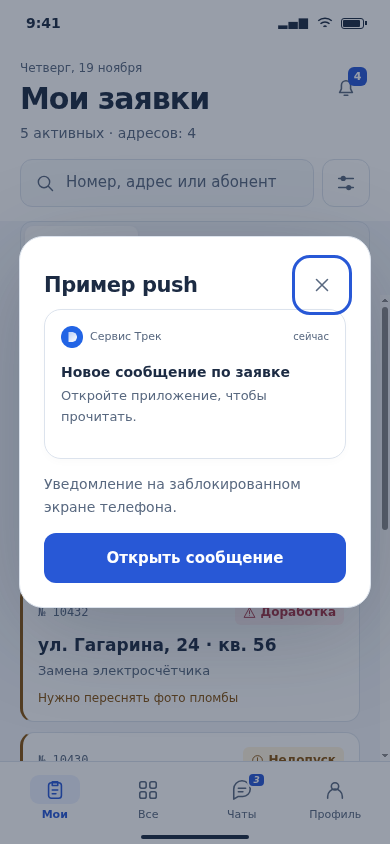 9:41
Четверг, 19 ноября
4
Мои заявки
5 активных · адресов: 4
Номер, адрес или абонент
Пример push
Сервис Трек
сейчас
Новое сообщение по заявке
Откройте приложение, чтобы
прочитать.
Уведомление на заблокированном
экране телефона.
Открыть сообщение
№ 10432
Доработка
ул. Гагарина, 24 · кв. 56
Замена электросчётчика
Нужно переснять фото пломбы
№ 10430
Недопуск
3
Мои
Все
Чаты
Профиль